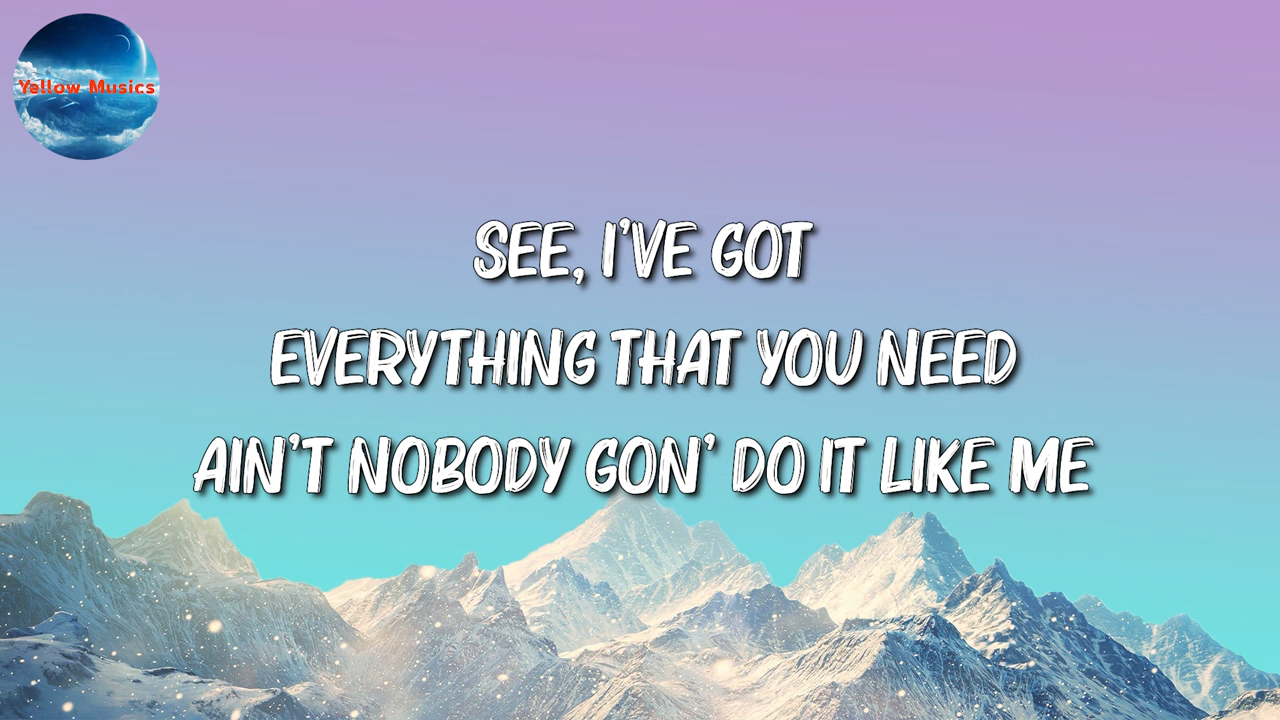 Yellow Musics
SEE, I'VE GOT
EVERYTHING THAT YOU NEED
AIN'T NOBODY GON' DO IT LIKE ME